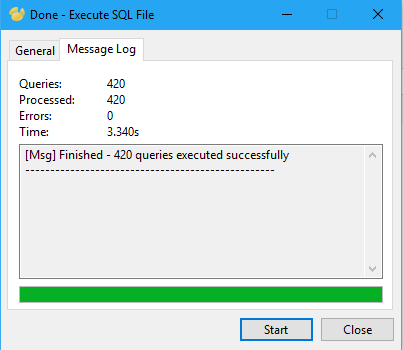 Done - Execute SQL File
General Message Log
Queries: 420
Processed: 420
Errors: 0
Time: 3.340s
[Msg] Finished - 420 queries executed successfully
--------------------------------------------------
Start Close